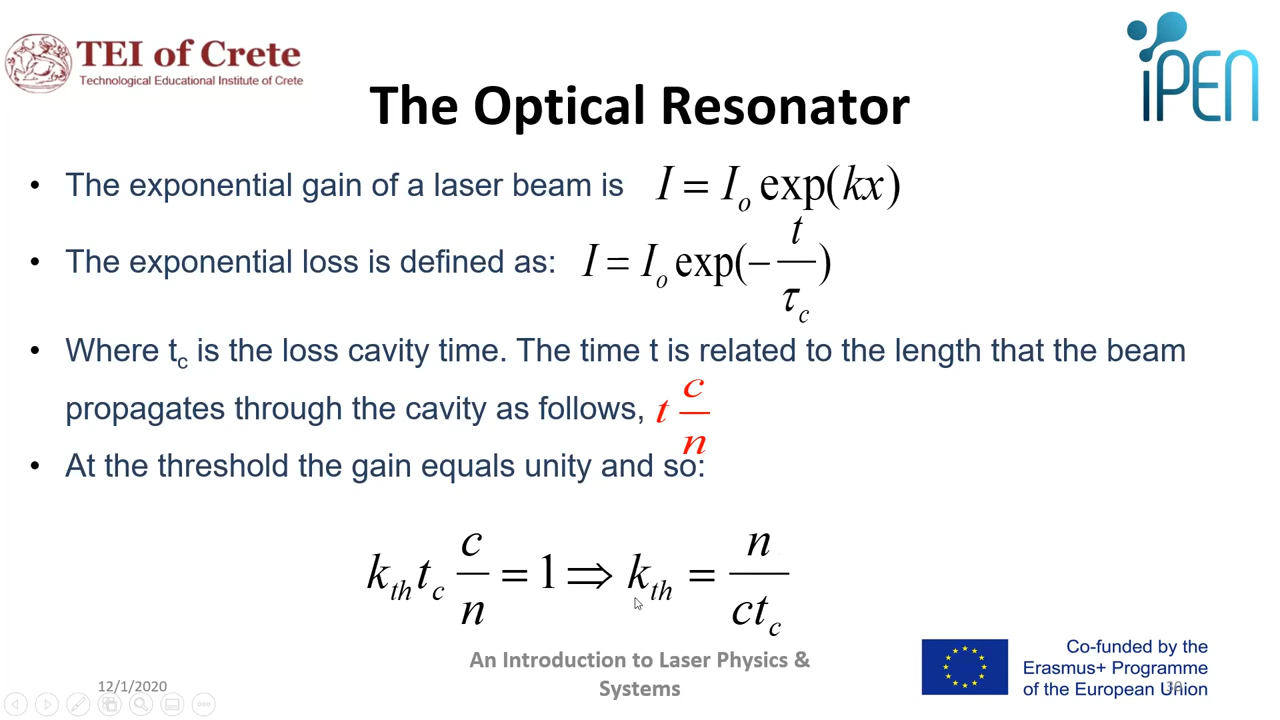 TEI of Crete
Technological Educational Institute of Crete
iPEN
The Optical Resonator
• The exponential gain of a laser beam is I = I_o exp(kx)
• The exponential loss is defined as: I = I_o exp(−t/τ_c)
• Where t_c is the loss cavity time. The time t is related to the length that the beam
propagates through the cavity as follows, t c/n
• At the threshold the gain equals unity and so:
k_th t_c c/n = 1 ⇒ k_th = n/ct_c
An Introduction to Laser Physics &
Systems
12/1/2020
Co-funded by the
Erasmus+ Programme
of the European Union
30